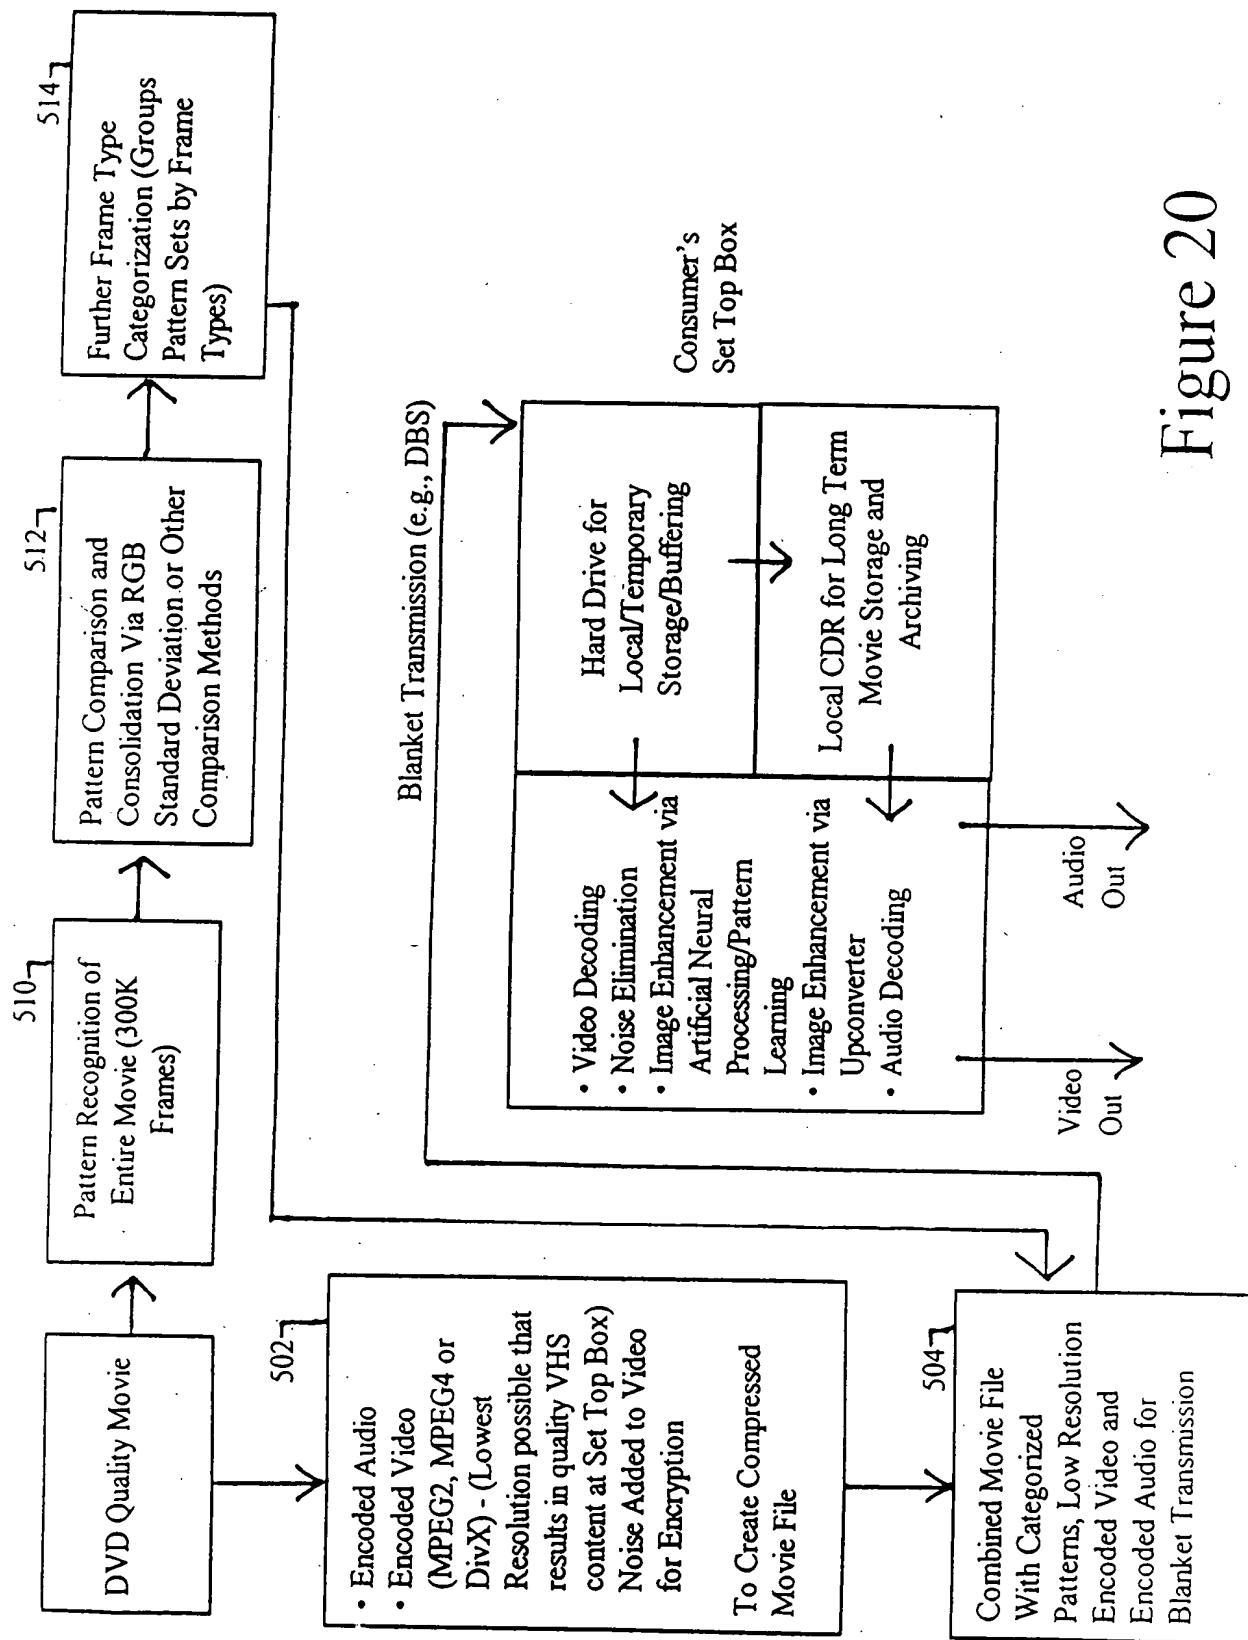 DVD Quality Movie
510
Pattern Recognition of
Entire Movie (300K
Frames)
512
Pattern Comparison and
Consolidation Via RGB
Standard Deviation or Other
Comparison Methods
514
Further Frame Type
Categorization (Groups
Pattern Sets by Frame
Types)
502
• Encoded Audio
• Encoded Video
(MPEG2, MPEG4 or
DivX) - (Lowest
Resolution possible that
results in quality VHS
content at Set Top Box)
Noise Added to Video
for Encryption
To Create Compressed
Movie File
504
Combined Movie File
With Categorized
Patterns, Low Resolution
Encoded Video and
Encoded Audio for
Blanket Transmission
Blanket Transmission (e.g., DBS)
• Video Decoding
• Noise Elimination
• Image Enhancement via
Artificial Neural
Processing/Pattern
Learning
• Image Enhancement via
Upconverter
• Audio Decoding
Hard Drive for
Local/Temporary
Storage/Buffering
Local CDR for Long Term
Movie Storage and
Archiving
Consumer's
Set Top Box
Video
Out
Audio
Out
Figure 20